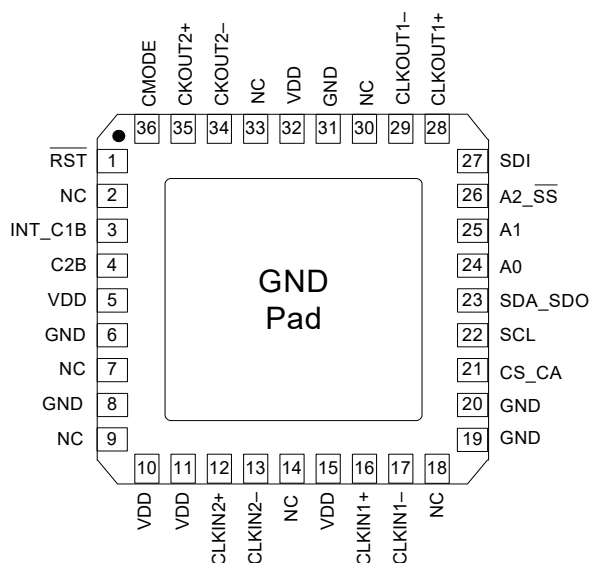 CMODE
CKOUT2+
CKOUT2–
NC
VDD
GND
NC
CLKOUT1–
CLKOUT1+
36 35 34 33 32 31 30 29 28
RST 1
NC 2
INT_C1B 3
C2B 4
VDD 5
GND 6
NC 7
GND 8
NC 9
GND
Pad
27 SDI
26 A2_SS
25 A1
24 A0
23 SDA_SDO
22 SCL
21 CS_CA
20 GND
19 GND
10 11 12 13 14 15 16 17 18
VDD
VDD
CLKIN2+
CLKIN2–
NC
VDD
CLKIN1+
CLKIN1–
NC